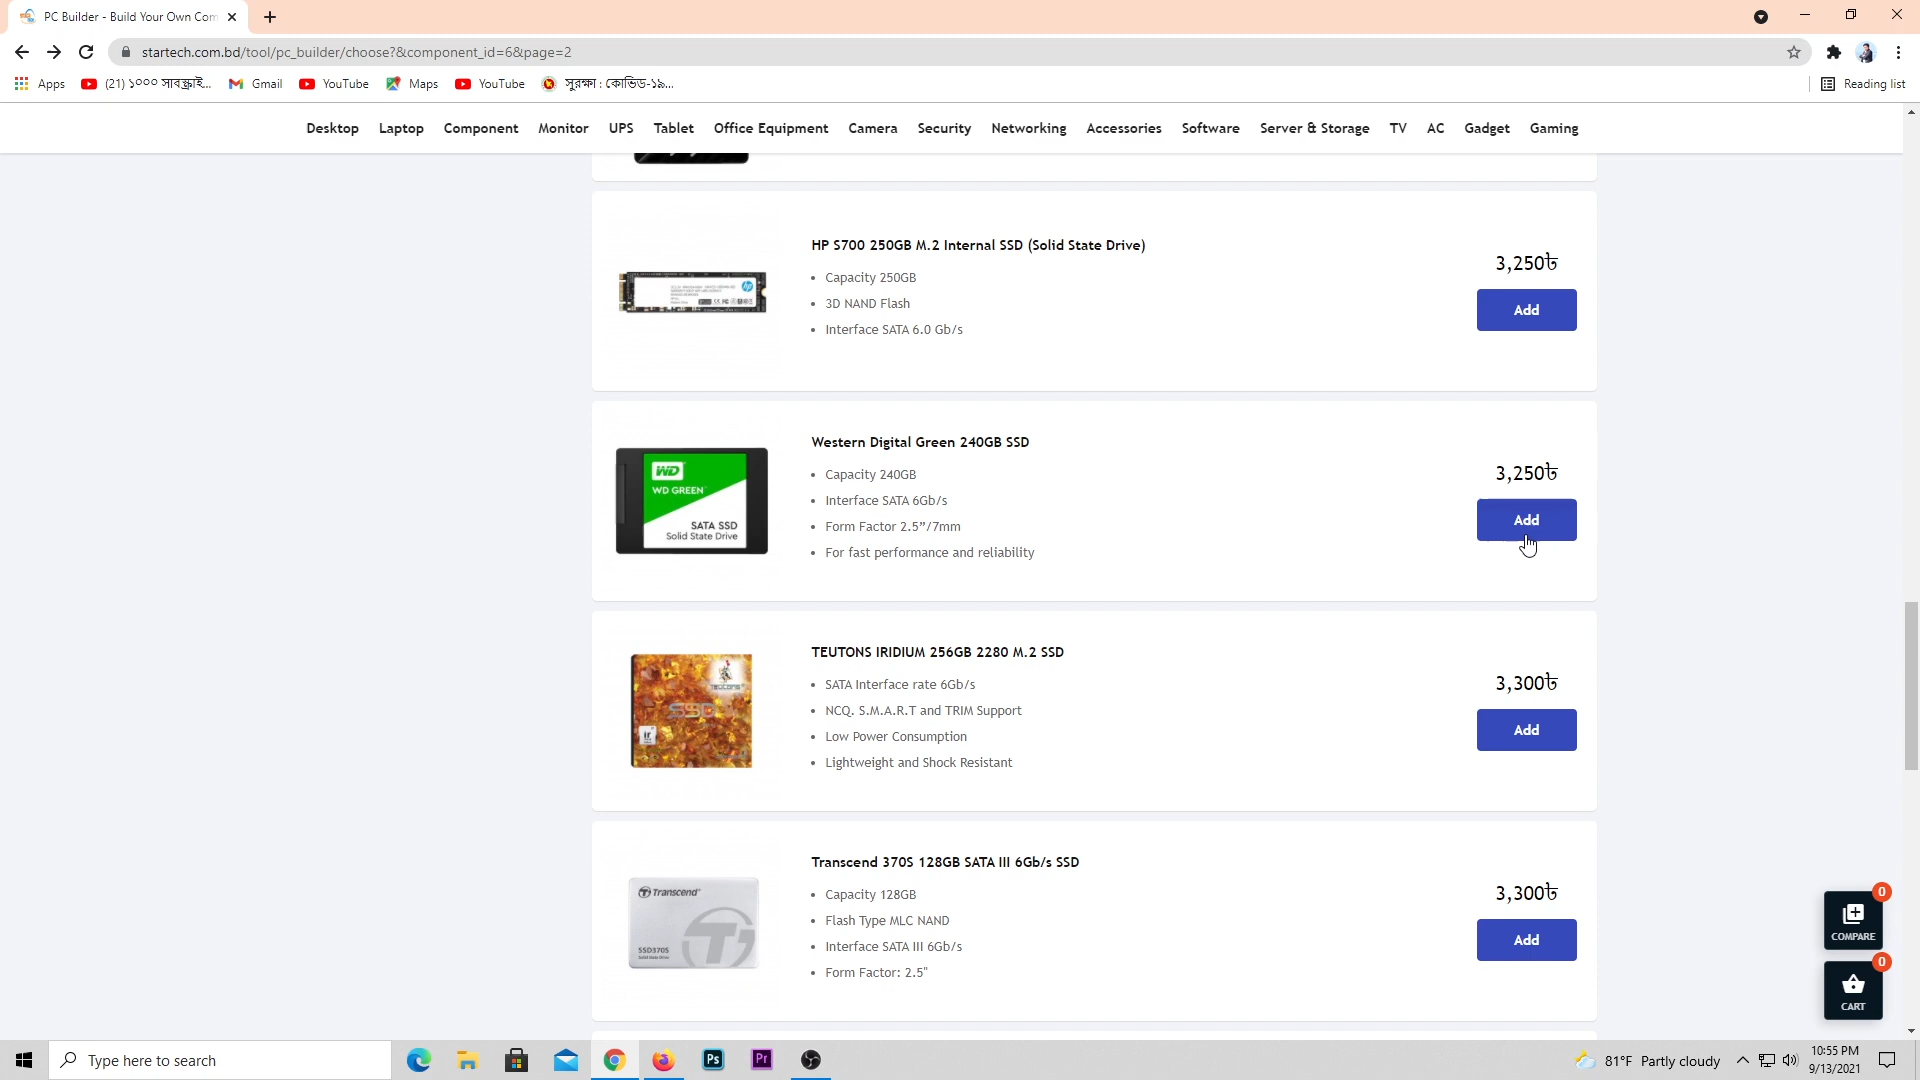 PC Builder - Build Your Own Com
startech.com.bd/tool/pc_builder/choose?&component_id=6&page=2
Apps (21) ১০০০ সাবস্ক্রাই... Gmail YouTube Maps YouTube সুরক্ষা : কোভিড-১৯... Reading list
Desktop Laptop Component Monitor UPS Tablet Office Equipment Camera Security Networking Accessories Software Server & Storage TV AC Gadget Gaming
HP S700 250GB M.2 Internal SSD (Solid State Drive)
Capacity 250GB
3D NAND Flash
Interface SATA 6.0 Gb/s
3,250৳
Add
Western Digital Green 240GB SSD
Capacity 240GB
Interface SATA 6Gb/s
Form Factor 2.5”/7mm
For fast performance and reliability
3,250৳
Add
WD
WD GREEN
SATA SSD
Solid State Drive
TEUTONS IRIDIUM 256GB 2280 M.2 SSD
SATA Interface rate 6Gb/s
NCQ. S.M.A.R.T and TRIM Support
Low Power Consumption
Lightweight and Shock Resistant
3,300৳
Add
TEUTONS
SSD
ir
Transcend 370S 128GB SATA III 6Gb/s SSD
Capacity 128GB
Flash Type MLC NAND
Interface SATA III 6Gb/s
Form Factor: 2.5"
3,300৳
Add
Transcend
SSD370S
0
COMPARE
0
CART
Type here to search
Ps
Pr
81°F Partly cloudy
10:55 PM
9/13/2021